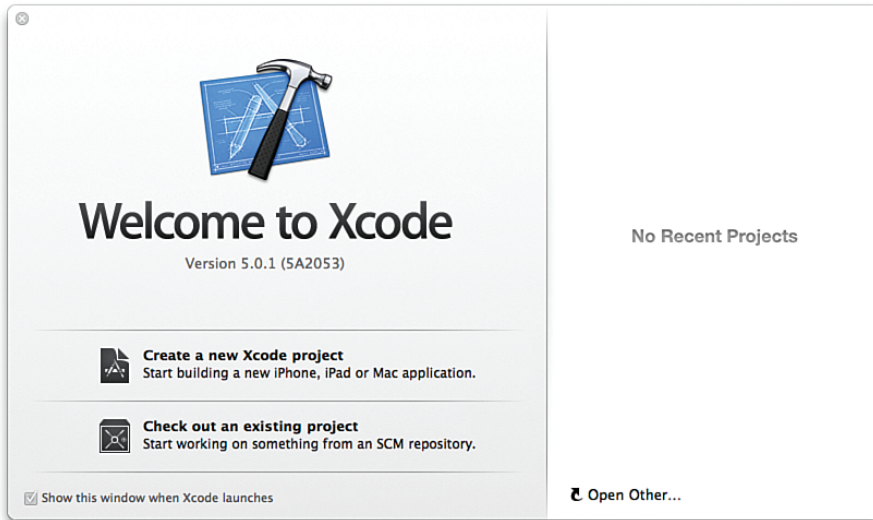 Welcome to Xcode
Version 5.0.1 (5A2053)
Create a new Xcode project
Start building a new iPhone, iPad or Mac application.
Check out an existing project
Start working on something from an SCM repository.
Show this window when Xcode launches
No Recent Projects
Open Other...